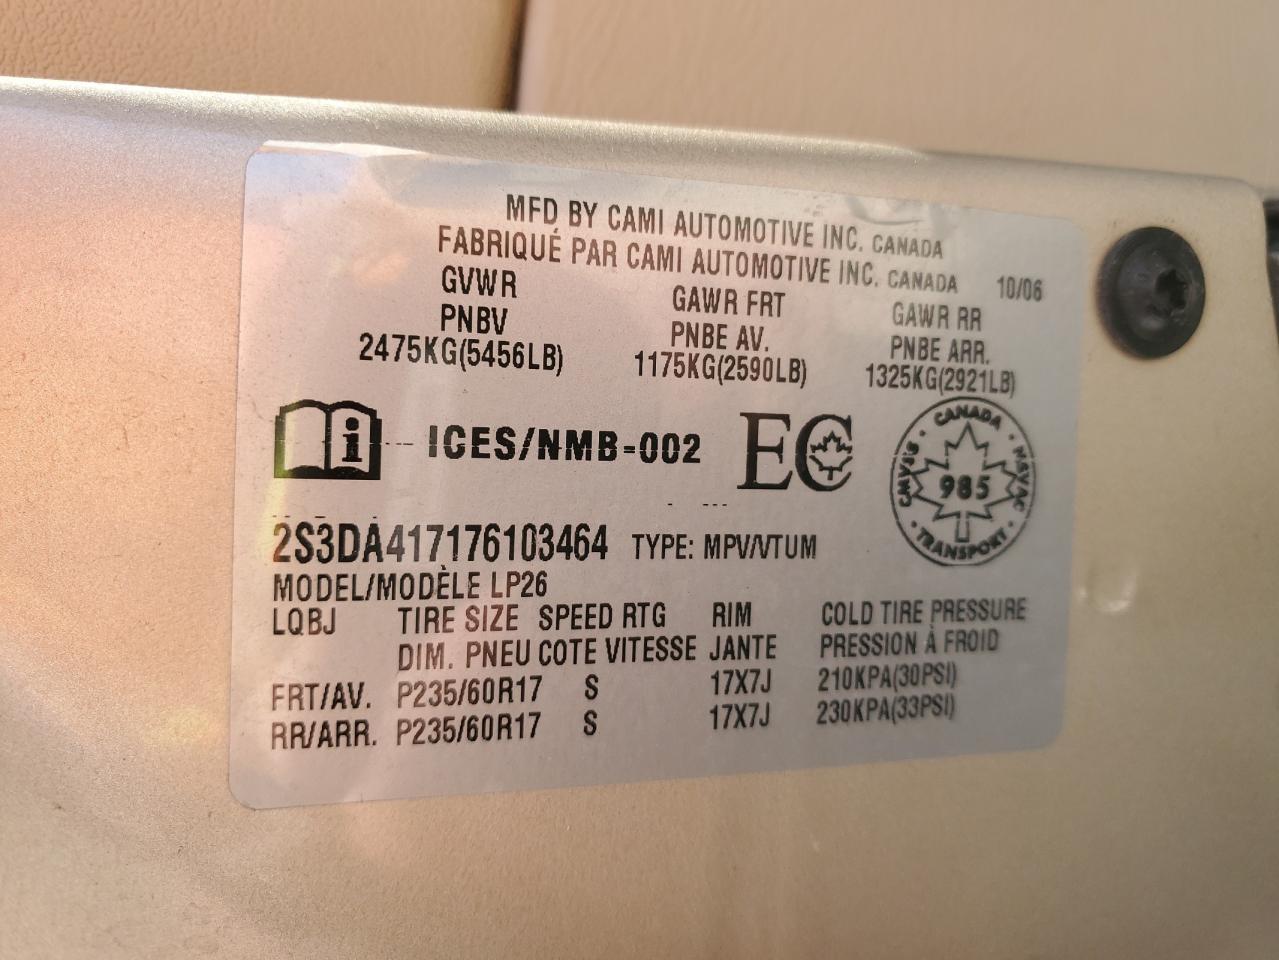 MFD BY CAMI AUTOMOTIVE INC. CANADA
FABRIQUÉ PAR CAMI AUTOMOTIVE INC. CANADA 10/06
GVWR GAWR FRT GAWR RR
PNBV PNBE AV. PNBE ARR.
2475KG(5456LB) 1175KG(2590LB) 1325KG(2921LB)
i ICES/NMB-002 EC
CANADA
CMVSS 985 NSVAC
TRANSPORT
2S3DA417176103464 TYPE: MPV/VTUM
MODEL/MODÈLE LP26
LQBJ TIRE SIZE SPEED RTG RIM COLD TIRE PRESSURE
DIM. PNEU COTE VITESSE JANTE PRESSION À FROID
FRT/AV. P235/60R17 S 17X7J 210KPA(30PSI)
RR/ARR. P235/60R17 S 17X7J 230KPA(33PSI)